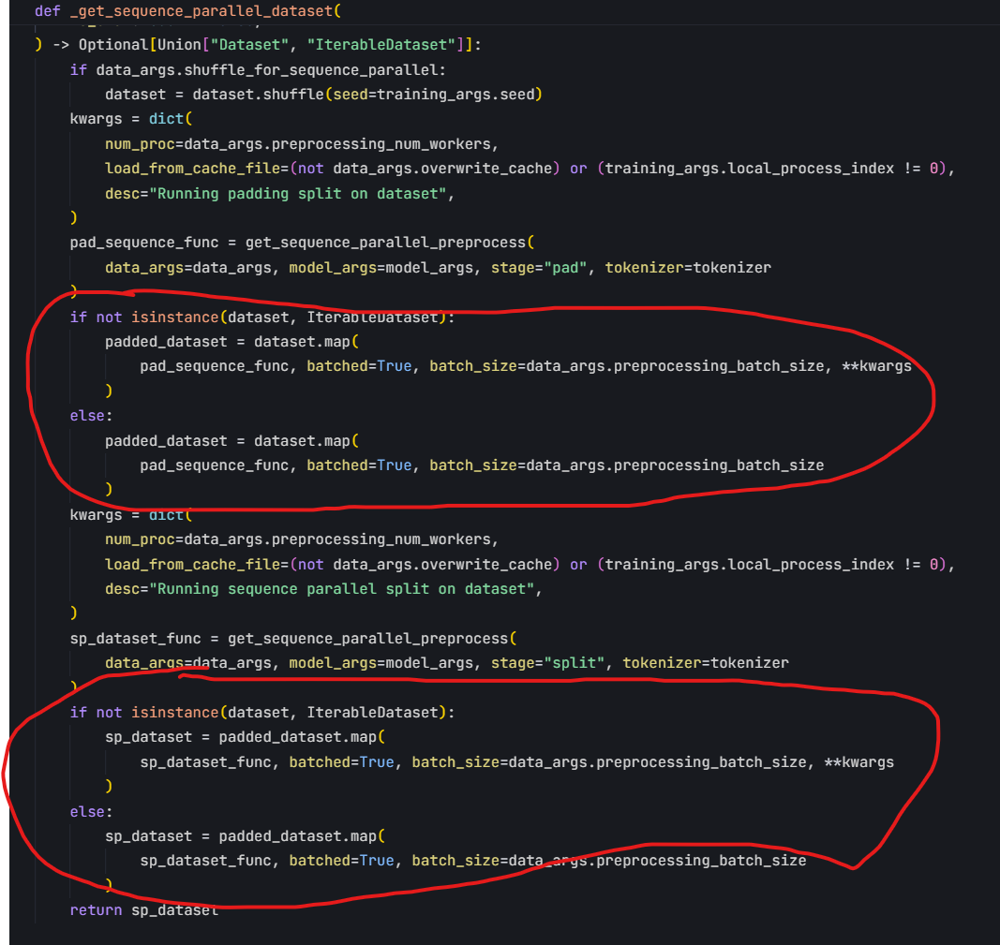 def _get_sequence_parallel_dataset(
) -> Optional[Union["Dataset", "IterableDataset"]]:
    if data_args.shuffle_for_sequence_parallel:
        dataset = dataset.shuffle(seed=training_args.seed)
    kwargs = dict(
        num_proc=data_args.preprocessing_num_workers,
        load_from_cache_file=(not data_args.overwrite_cache) or (training_args.local_process_index != 0),
        desc="Running padding split on dataset",
    )
    pad_sequence_func = get_sequence_parallel_preprocess(
        data_args=data_args, model_args=model_args, stage="pad", tokenizer=tokenizer
    )
    if not isinstance(dataset, IterableDataset):
        padded_dataset = dataset.map(
            pad_sequence_func, batched=True, batch_size=data_args.preprocessing_batch_size, **kwargs
        )
    else:
        padded_dataset = dataset.map(
            pad_sequence_func, batched=True, batch_size=data_args.preprocessing_batch_size
        )
    kwargs = dict(
        num_proc=data_args.preprocessing_num_workers,
        load_from_cache_file=(not data_args.overwrite_cache) or (training_args.local_process_index != 0),
        desc="Running sequence parallel split on dataset",
    )
    sp_dataset_func = get_sequence_parallel_preprocess(
        data_args=data_args, model_args=model_args, stage="split", tokenizer=tokenizer
    )
    if not isinstance(dataset, IterableDataset):
        sp_dataset = padded_dataset.map(
            sp_dataset_func, batched=True, batch_size=data_args.preprocessing_batch_size, **kwargs
        )
    else:
        sp_dataset = padded_dataset.map(
            sp_dataset_func, batched=True, batch_size=data_args.preprocessing_batch_size
        )
    return sp_dataset